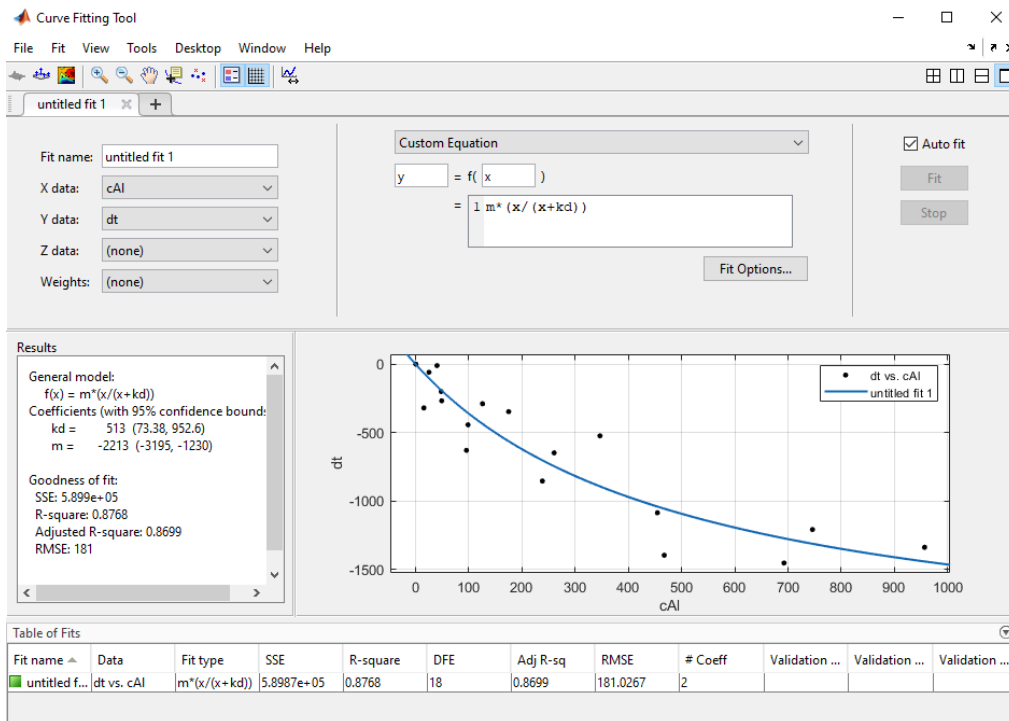 Curve Fitting Tool
File Fit View Tools Desktop Window Help
untitled fit 1
Fit name: untitled fit 1
X data: cAl
Y data: dt
Z data: (none)
Weights: (none)
Custom Equation
y = f( x )
= 1 m*(x/(x+kd))
Fit Options...
Auto fit
Fit
Stop
Results
General model:
f(x) = m*(x/(x+kd))
Coefficients (with 95% confidence bounds
kd = 513 (73.38, 952.6)
m = -2213 (-3195, -1230)
Goodness of fit:
SSE: 5.899e+05
R-square: 0.8768
Adjusted R-square: 0.8699
RMSE: 181
dt vs. cAl
untitled fit 1
0
-500
-1000
-1500
dt
0 100 200 300 400 500 600 700 800 900 1000
cAl
Table of Fits
Fit name Data Fit type SSE R-square DFE Adj R-sq RMSE # Coeff Validation ... Validation ... Validation ...
untitled f... dt vs. cAl m*(x/(x+kd)) 5.8987e+05 0.8768 18 0.8699 181.0267 2